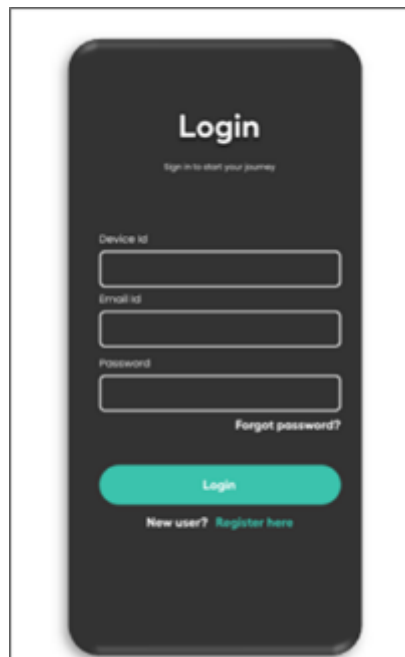 Login
Sign in to start your journey
Device Id
Email Id
Password
Forgot password?
Login
New user? Register here